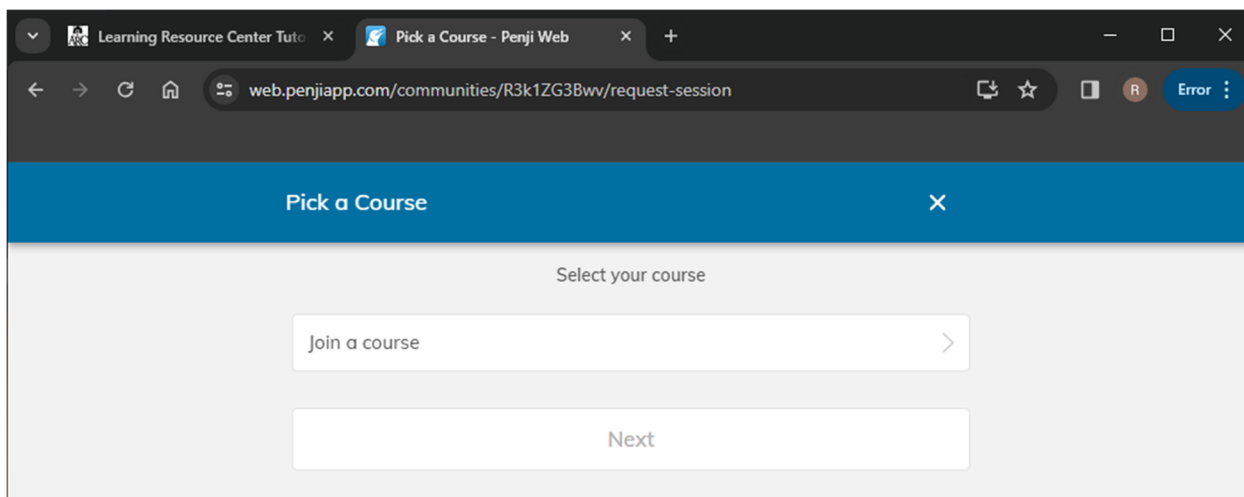 ARC Learning Resource Center Tuto
Pick a Course - Penji Web
web.penjiapp.com/communities/R3k1ZG3Bwv/request-session
R
Error
Pick a Course
Select your course
Join a course
Next